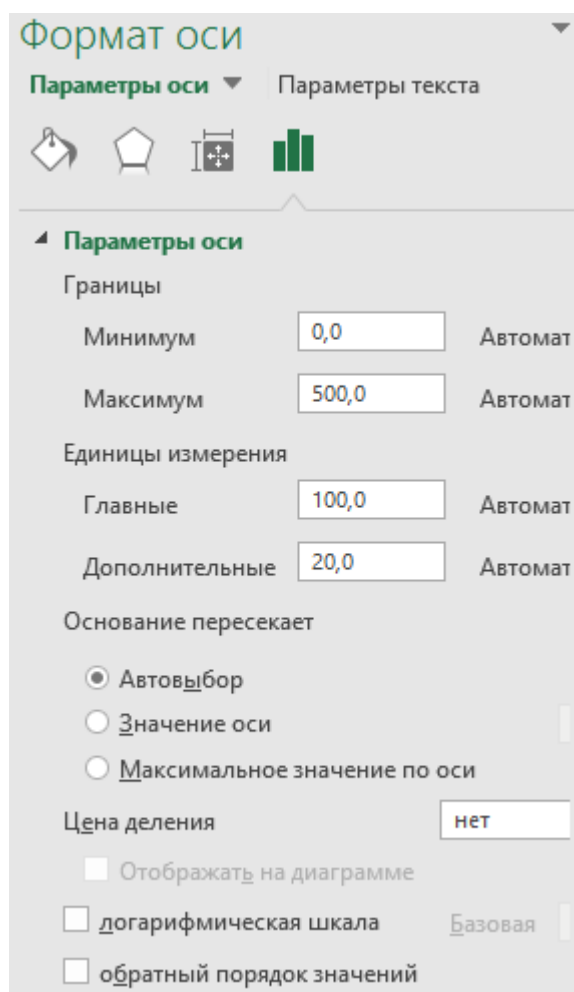 Формат оси
Параметры оси Параметры текста
Параметры оси
Границы
Минимум 0,0 Автомат
Максимум 500,0 Автомат
Единицы измерения
Главные 100,0 Автомат
Дополнительные 20,0 Автомат
Основание пересекает
Автовыбор
Значение оси
Максимальное значение по оси
Цена деления нет
Отображать на диаграмме
логарифмическая шкала Базовая
обратный порядок значений